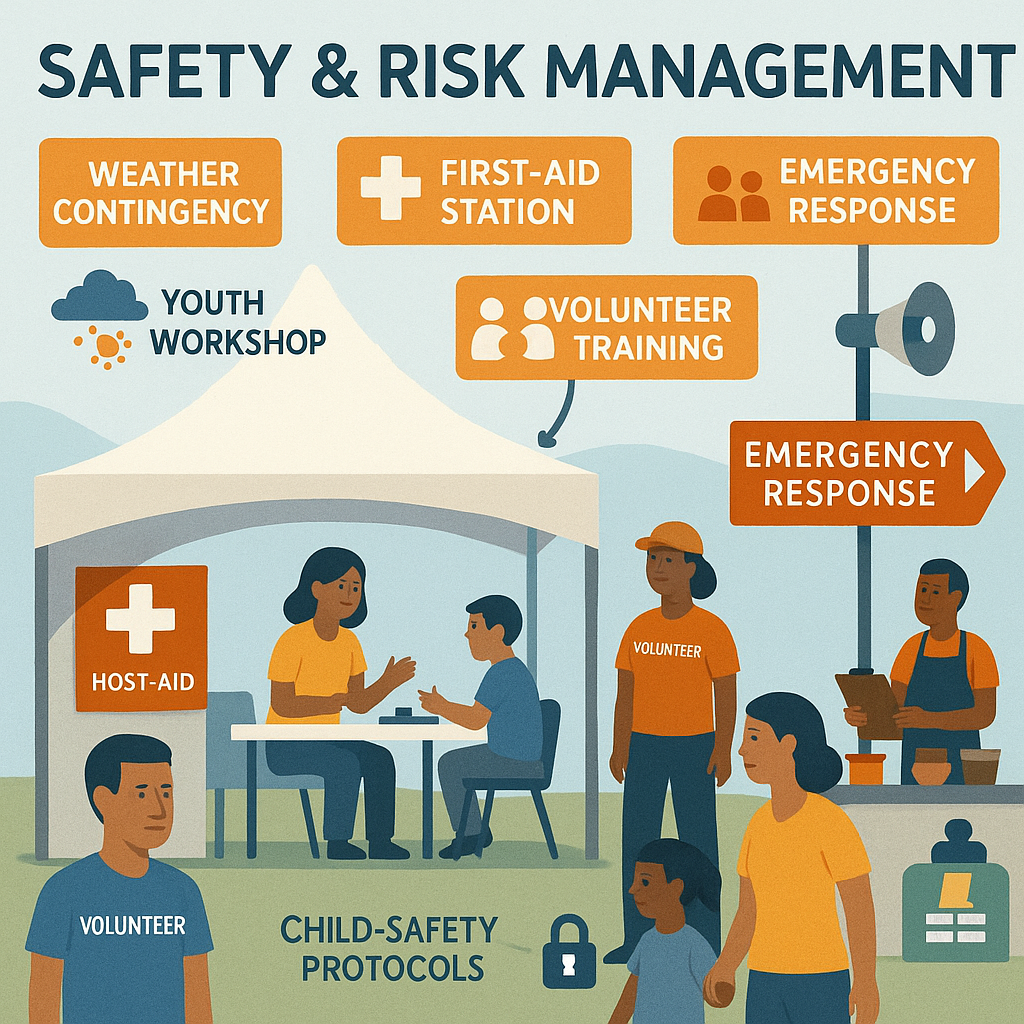 SAFETY & RISK MANAGEMENT
WEATHER
CONTINGENCY
FIRST-AID
STATION
EMERGENCY
RESPONSE
YOUTH
WORKSHOP
VOLUNTEER
TRAINING
EMERGENCY
RESPONSE
HOST-AID
VOLUNTEER
VOLUNTEER
CHILD-SAFETY
PROTOCOLS